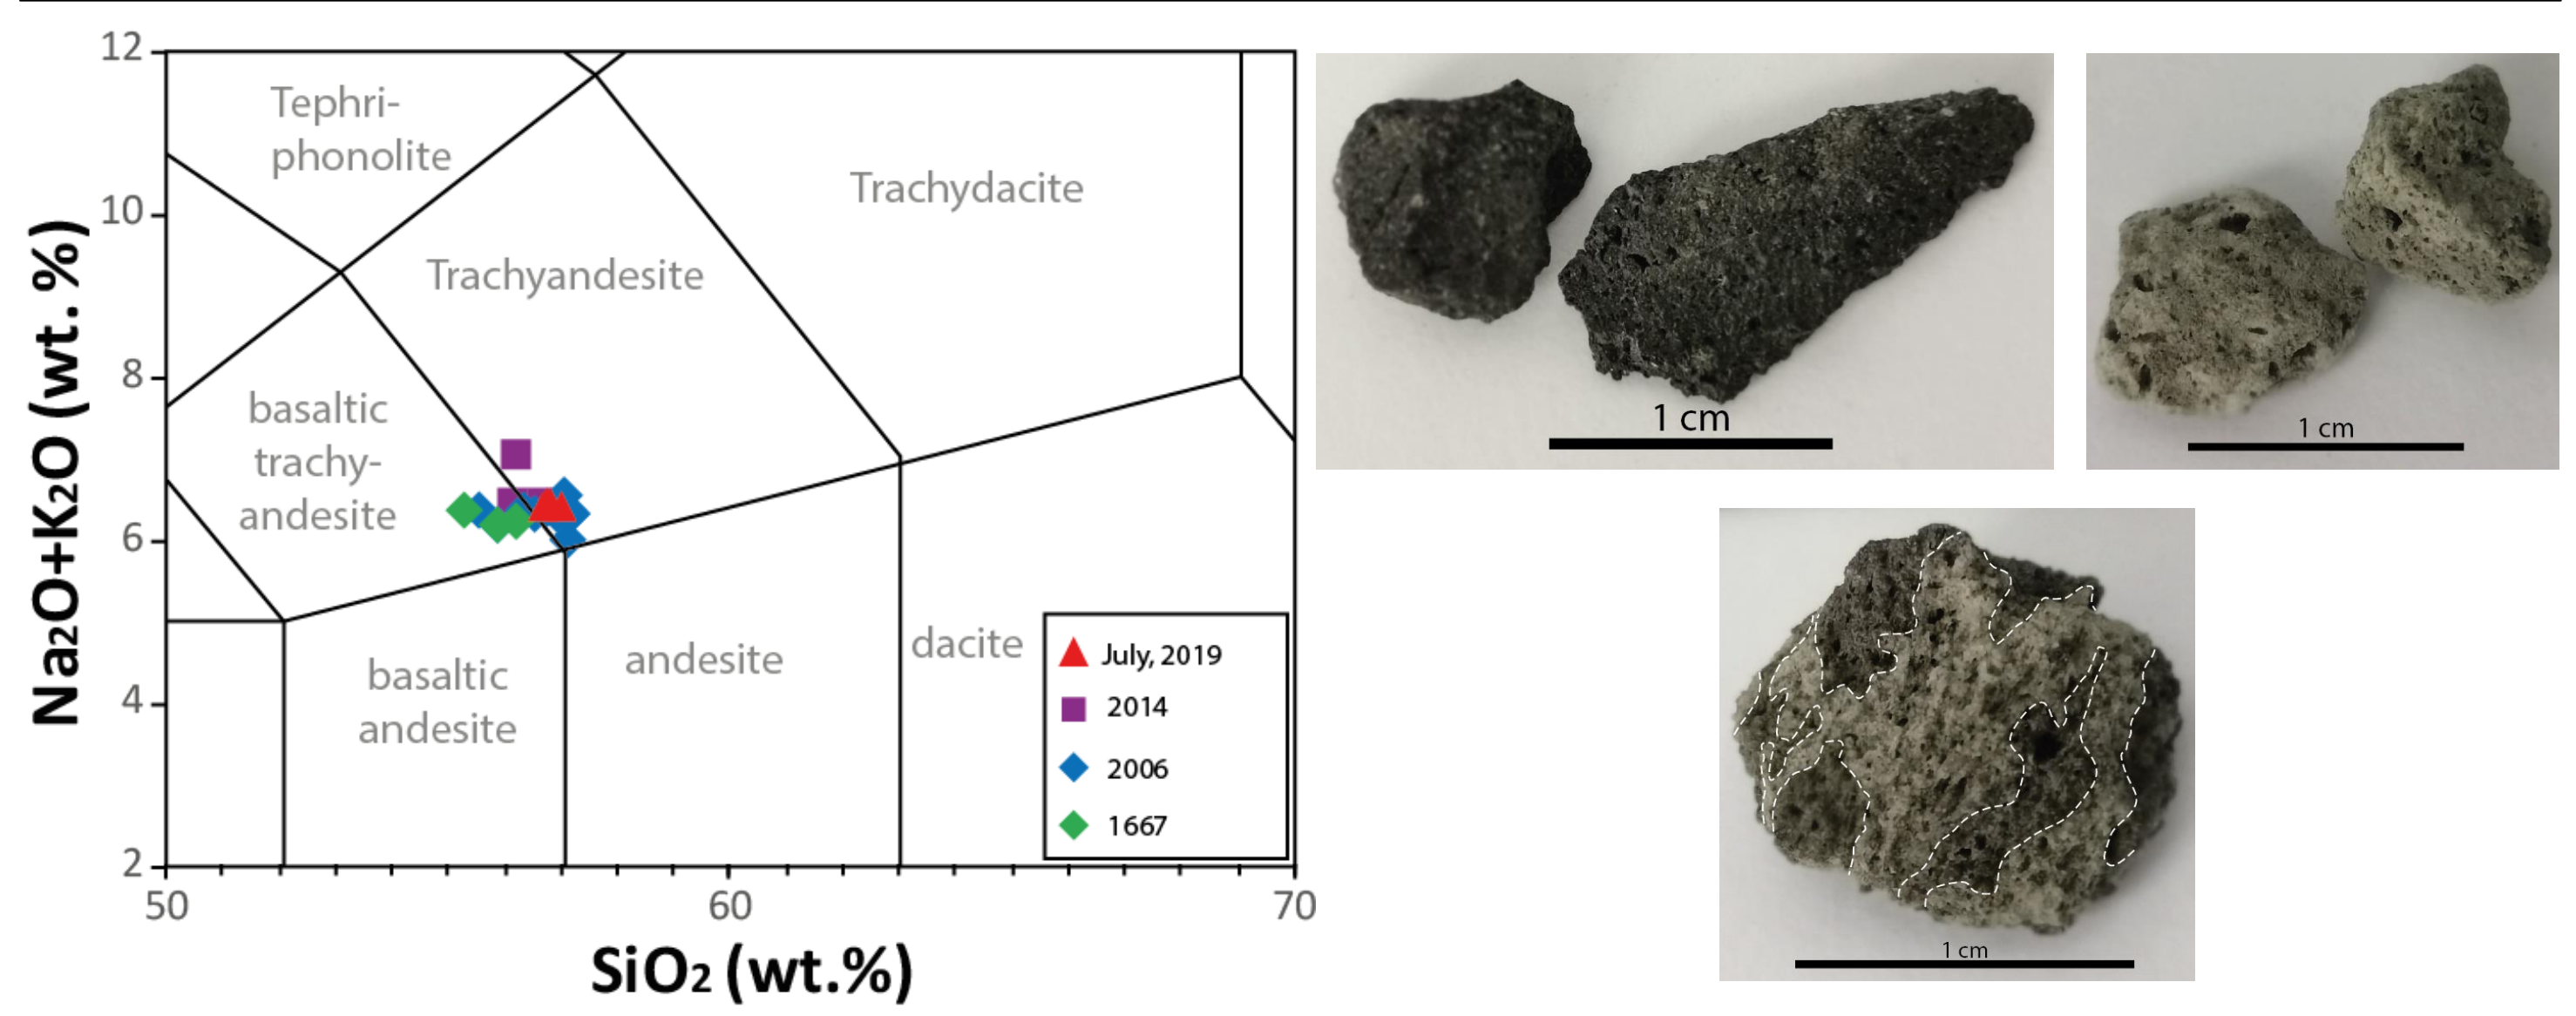 12
10
8
6
4
2
Na₂O+K₂O (wt. %)
Tephri-
phonolite
Trachydacite
Trachyandesite
basaltic
trachy-
andesite
basaltic
andesite
andesite
dacite
July, 2019
2014
2006
1667
50
60
70
SiO₂ (wt.%)
1 cm
1 cm
1 cm